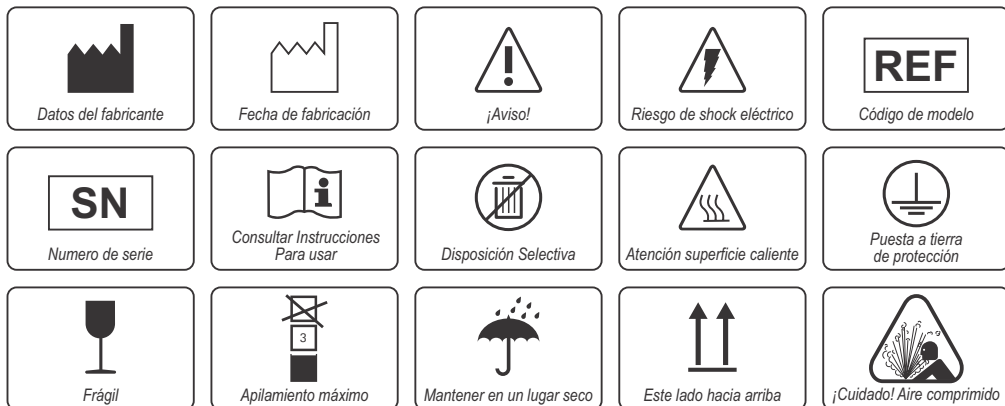 Datos del fabricante
Fecha de fabricación
¡Aviso!
Riesgo de shock eléctrico
REF
Código de modelo
SN
Numero de serie
i
Consultar Instrucciones
Para usar
Disposición Selectiva
Atención superficie caliente
Puesta a tierra
de protección
Frágil
3
Apilamiento máximo
Mantener en un lugar seco
Este lado hacia arriba
¡Cuidado! Aire comprimido